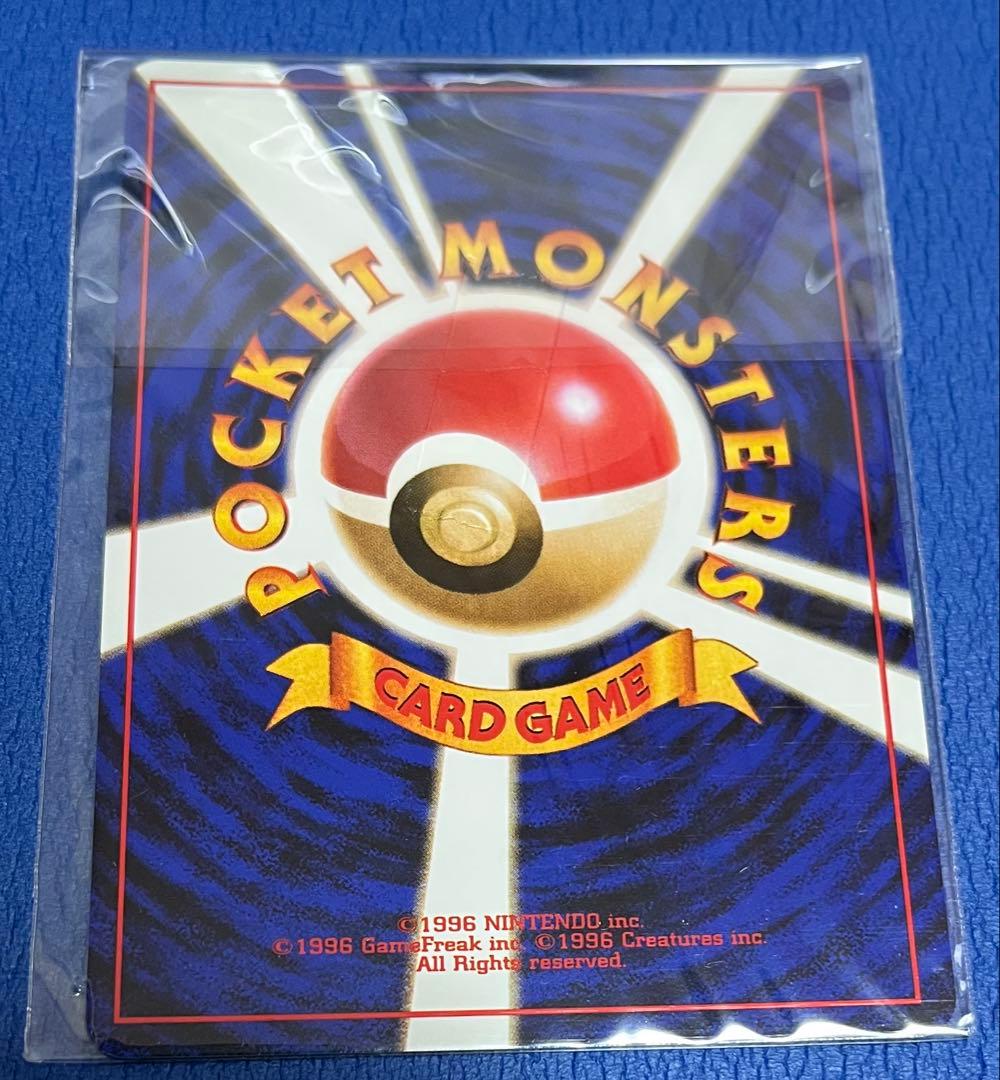 POCKET MONSTERS
CARD GAME
©1996 NINTENDO inc.
©1996 GameFreak inc. ©1996 Creatures inc.
All Rights reserved.